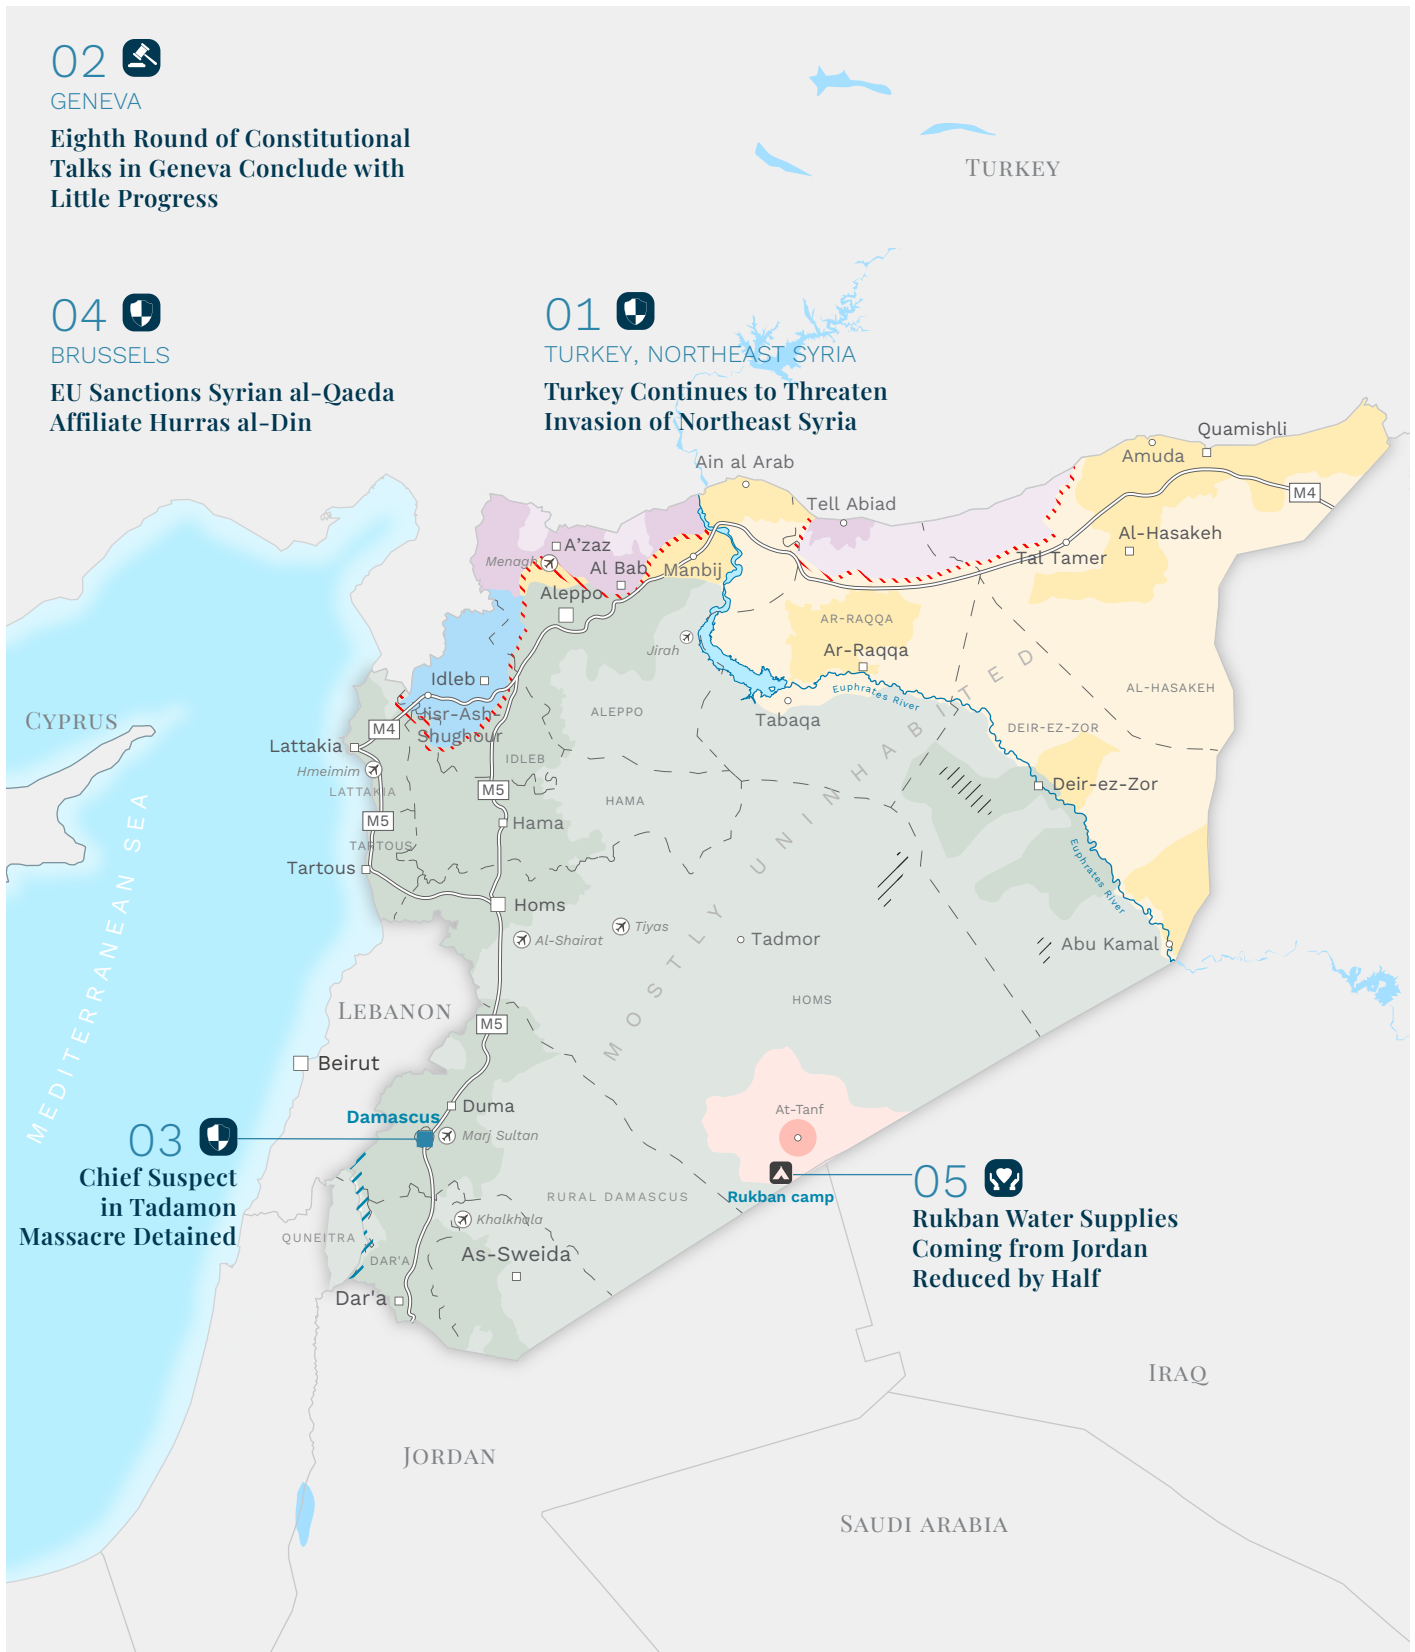 02
GENEVA
Eighth Round of Constitutional
Talks in Geneva Conclude with
Little Progress
TURKEY
04
BRUSSELS
EU Sanctions Syrian al-Qaeda
Affiliate Hurras al-Din
01
TURKEY, NORTHEAST SYRIA
Turkey Continues to Threaten
Invasion of Northeast Syria
Quamishli
Amuda
Ain al Arab
M4
Tell Abiad
Al-Hasakeh
A'zaz
Tal Tamer
Menagh
Al Bab
Manbij
Aleppo
AR-RAQQA
Jirah
Ar-Raqqa
Idleb
AL-HASAKEH
Euphrates River
CYPRUS
Jisr-Ash-
Shughour
ALEPPO
Tabaqa
M4
DEIR-EZ-ZOR
Lattakia
IDLEB
Hmeimim
LATTAKIA
M5
HAMA
Deir-ez-Zor
M5
Hama
TARTOUS
Tartous
Euphrates River
MOSTLY UNINHABITED
MEDITERRANEAN SEA
Homs
Al-Shairat
Tiyas
Tadmor
Abu Kamal
LEBANON
HOMS
M5
Beirut
Duma
Damascus
At-Tanf
Marj Sultan
03
Chief Suspect
in Tadamon
Massacre Detained
RURAL DAMASCUS
Rukban camp
05
Rukban Water Supplies
Coming from Jordan
Reduced by Half
Khalkhala
QUNEITRA
DAR'A
As-Sweida
Dar'a
IRAQ
JORDAN
SAUDI ARABIA